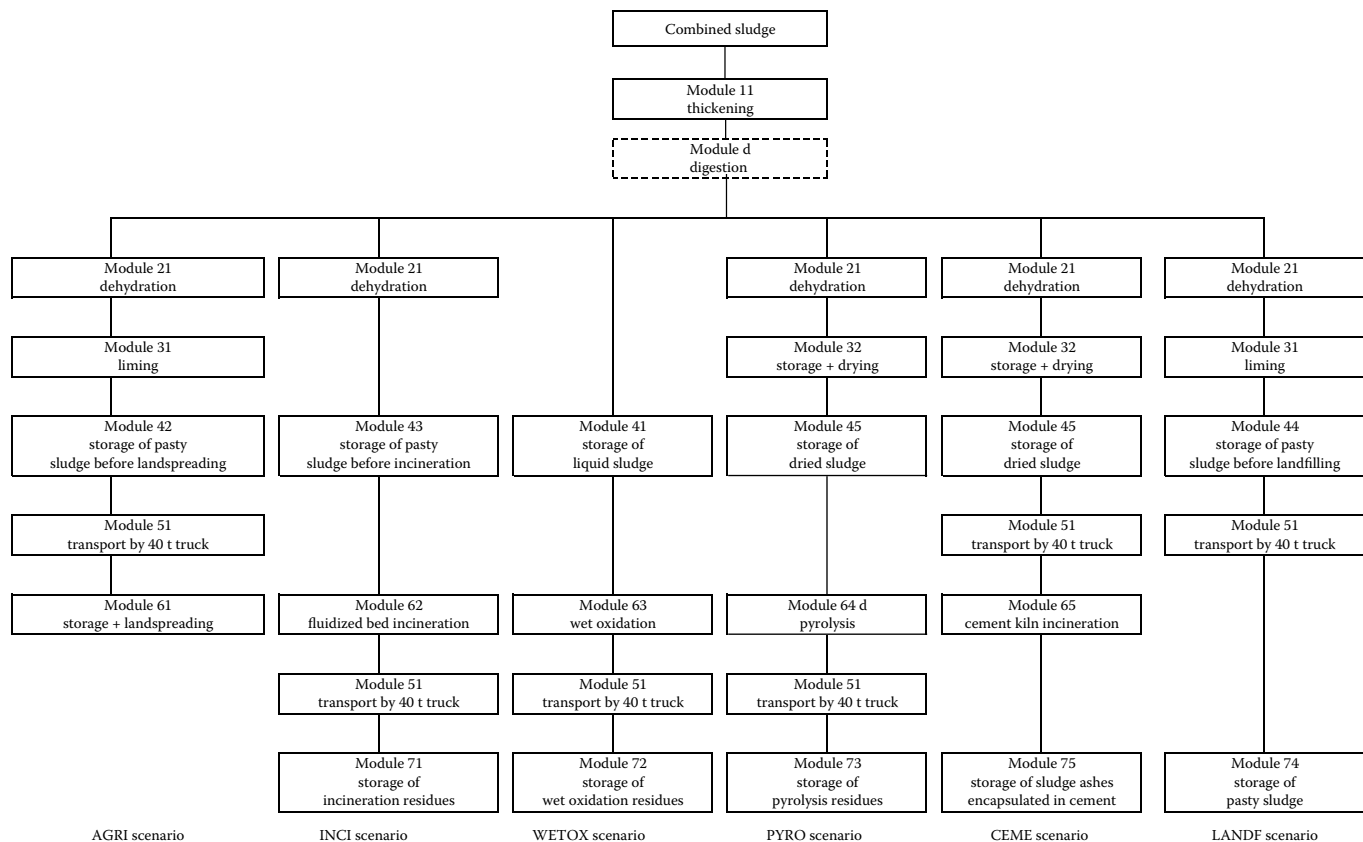 Combined sludge
Module 11
thickening
Module d
digestion
Module 21
dehydration
Module 21
dehydration
Module 21
dehydration
Module 21
dehydration
Module 21
dehydration
Module 31
liming
Module 32
storage + drying
Module 32
storage + drying
Module 31
liming
Module 42
storage of pasty
sludge before landspreading
Module 43
storage of pasty
sludge before incineration
Module 41
storage of
liquid sludge
Module 45
storage of
dried sludge
Module 45
storage of
dried sludge
Module 44
storage of pasty
sludge before landfilling
Module 51
transport by 40 t truck
Module 51
transport by 40 t truck
Module 51
transport by 40 t truck
Module 61
storage + landspreading
Module 62
fluidized bed incineration
Module 63
wet oxidation
Module 64 d
pyrolysis
Module 65
cement kiln incineration
Module 51
transport by 40 t truck
Module 51
transport by 40 t truck
Module 51
transport by 40 t truck
Module 71
storage of
incineration residues
Module 72
storage of
wet oxidation residues
Module 73
storage of
pyrolysis residues
Module 75
storage of sludge ashes
encapsulated in cement
Module 74
storage of
pasty sludge
AGRI scenario
INCI scenario
WETOX scenario
PYRO scenario
CEME scenario
LANDF scenario